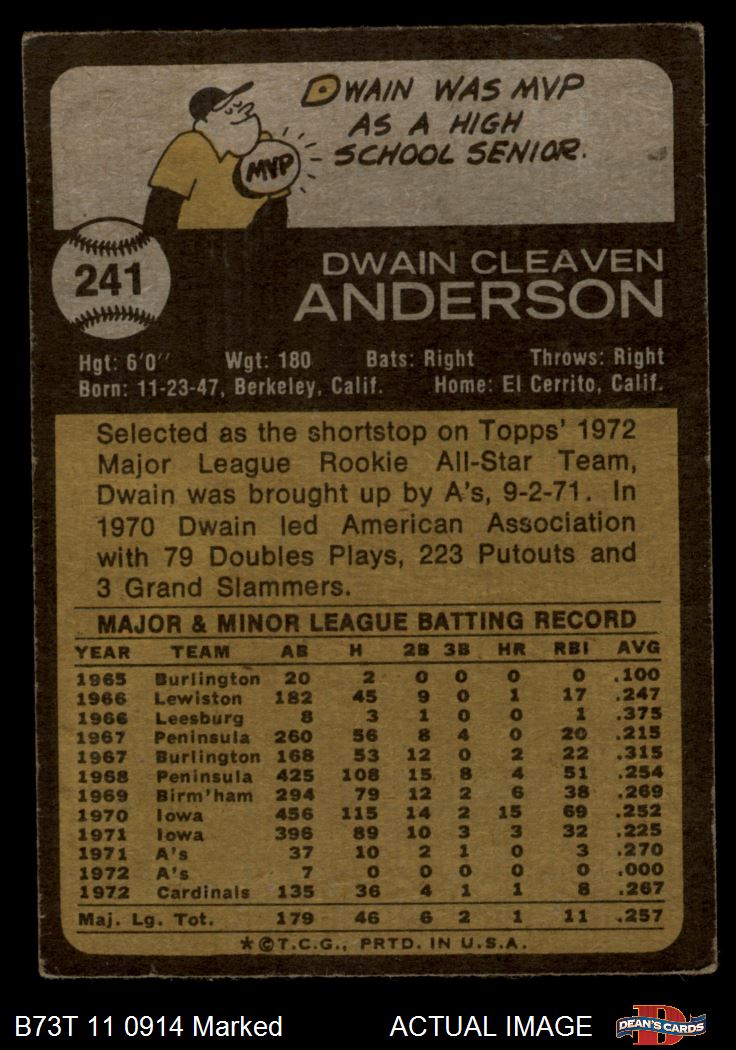 DWAIN WAS MVP
AS A HIGH
SCHOOL SENIOR.
MVP
241
DWAIN CLEAVEN
ANDERSON
Hgt: 6'0" Wgt: 180 Bats: Right Throws: Right
Born: 11-23-47, Berkeley, Calif. Home: El Cerrito, Calif.
Selected as the shortstop on Topps' 1972
Major League Rookie All-Star Team,
Dwain was brought up by A's, 9-2-71. In
1970 Dwain led American Association
with 79 Doubles Plays, 223 Putouts and
3 Grand Slammers.
MAJOR & MINOR LEAGUE BATTING RECORD
YEAR TEAM AB H 2B 3B HR RBI AVG
1965 Burlington 20 2 0 0 0 0 .100
1966 Lewiston 182 45 9 0 1 17 .247
1966 Leesburg 8 3 1 0 0 1 .375
1967 Peninsula 260 56 8 4 0 20 .215
1967 Burlington 168 53 12 0 2 22 .315
1968 Peninsula 425 108 15 8 4 51 .254
1969 Birm'ham 294 79 12 2 6 38 .269
1970 Iowa 456 115 14 2 15 69 .252
1971 Iowa 396 89 10 3 3 32 .225
1971 A's 37 10 2 1 0 3 .270
1972 A's 7 0 0 0 0 0 .000
1972 Cardinals 135 36 4 1 1 8 .267
Maj. Lg. Tot. 179 46 6 2 1 11 .257
*©T.C.G., PRTD. IN U.S.A.
B73T 11 0914 Marked ACTUAL IMAGE DEAN'S CARDS